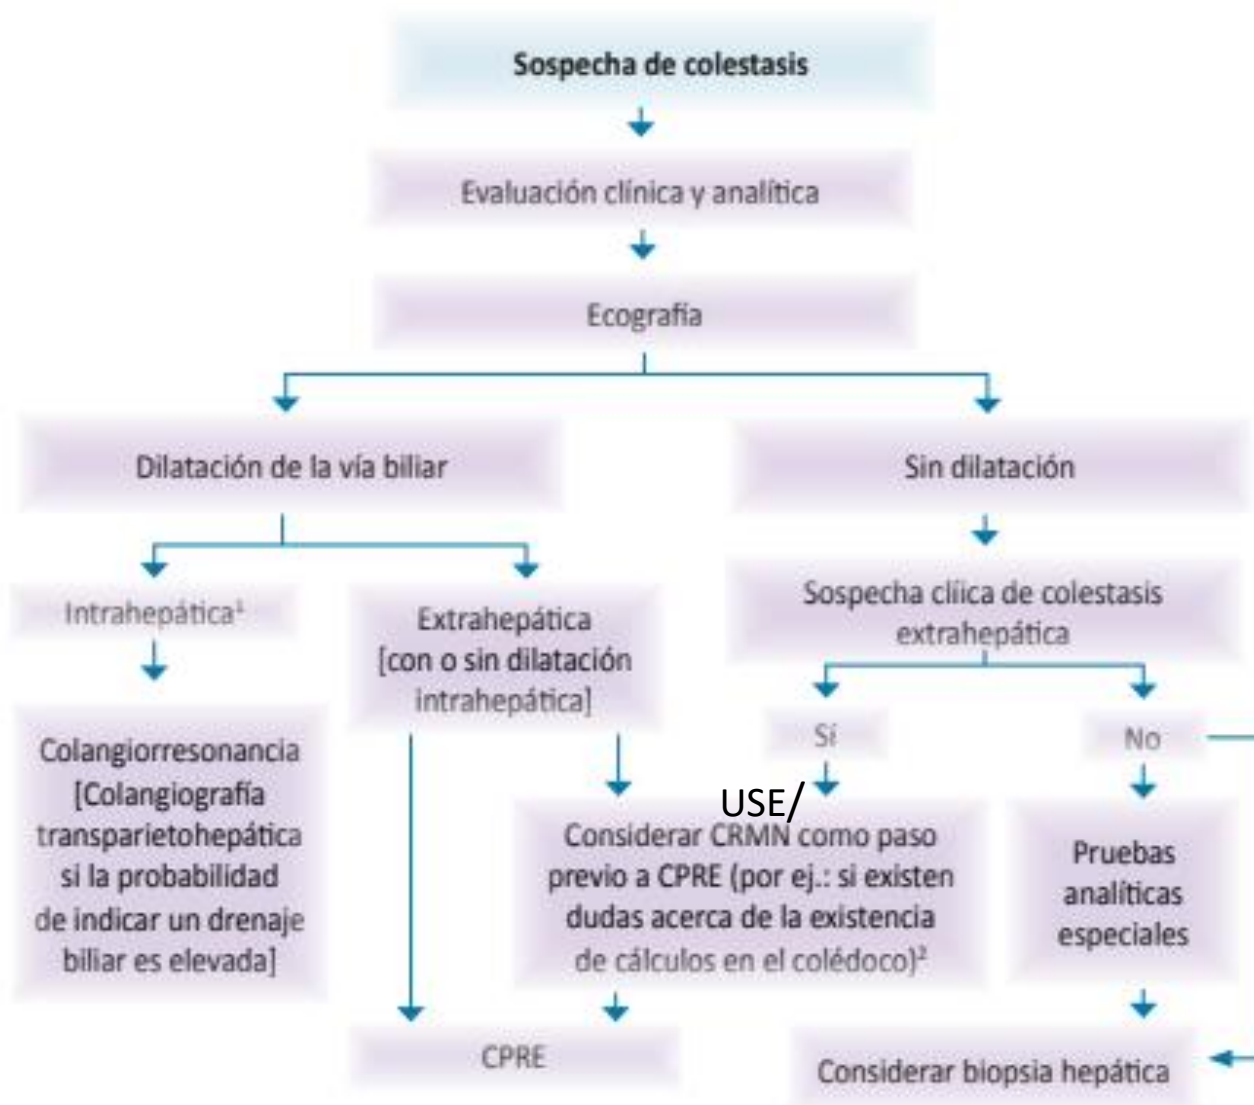 Sospecha de colestasis
Evaluación clínica y analítica
Ecografía
Dilatación de la vía biliar
Sin dilatación
Intrahepática¹
Extrahepática
[con o sin dilatación
intrahepática]
Sospecha clíica de colestasis
extrahepática
Sí
No
Colangiorresonancia
[Colangiografía
transparietohepática
si la probabilidad
de indicar un drenaje
biliar es elevada]
USE/
Considerar CRMN como paso
previo a CPRE (por ej.: si existen
dudas acerca de la existencia
de cálculos en el colédoco)²
Pruebas
analíticas
especiales
CPRE
Considerar biopsia hepática